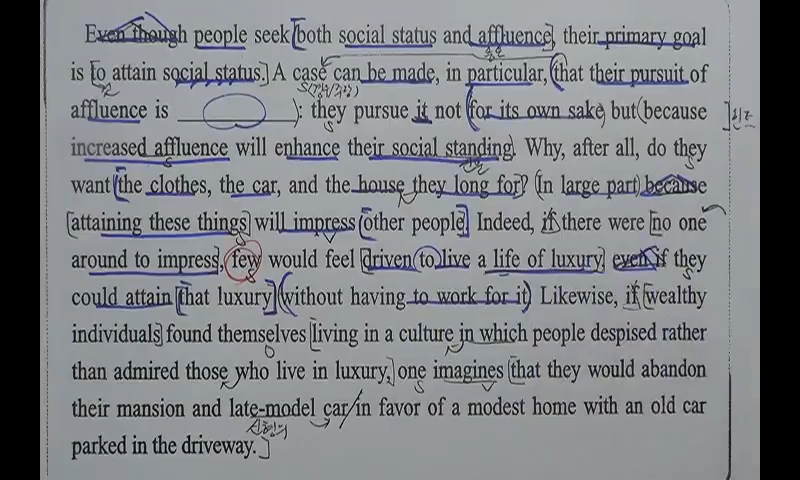 Even though people seek both social status and affluence, their primary goal
is to attain social status. A case can be made, in particular, that their pursuit of
affluence is ____________: they pursue it not for its own sake but because
increased affluence will enhance their social standing. Why, after all, do they
want the clothes, the car, and the house they long for? In large part because
attaining these things will impress other people. Indeed, if there were no one
around to impress, few would feel driven to live a life of luxury even if they
could attain that luxury without having to work for it. Likewise, if wealthy
individuals found themselves living in a culture in which people despised rather
than admired those who live in luxury, one imagines that they would abandon
their mansion and late-model car in favor of a modest home with an old car
parked in the driveway.